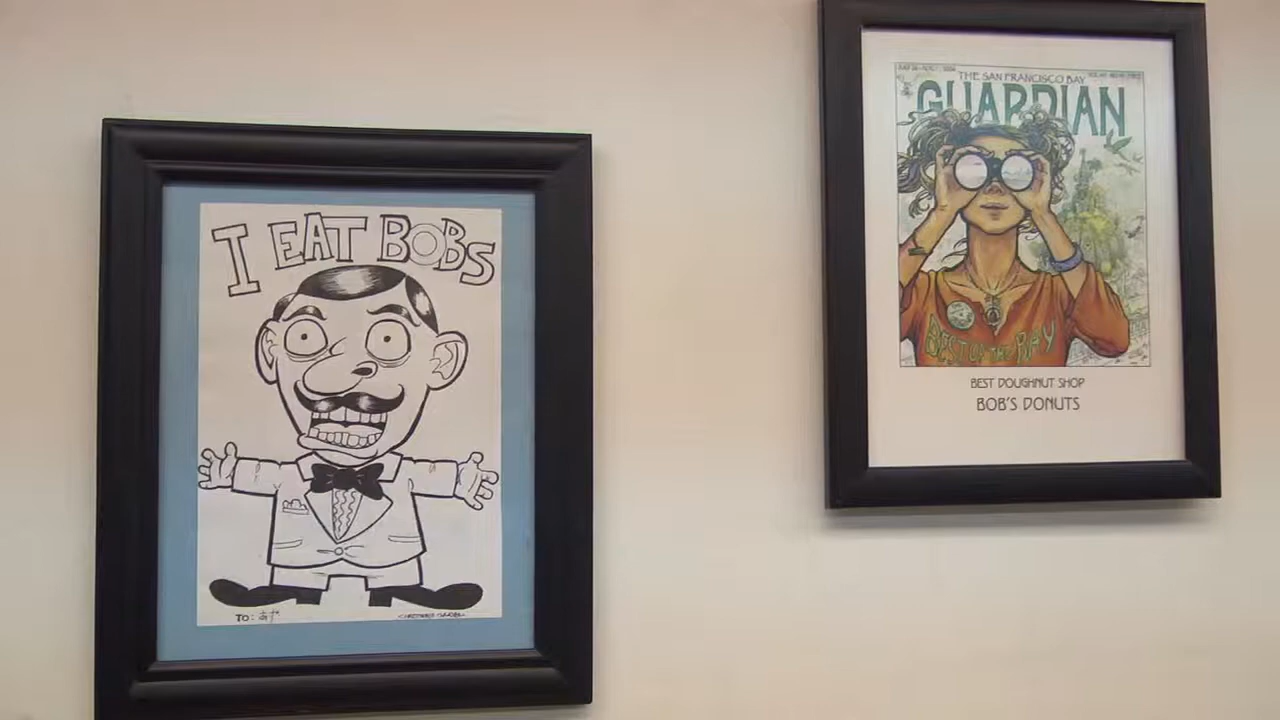 I EAT BOBS
TO:
THE SAN FRANCISCO BAY
GUARDIAN
BEST OF THE BAY
BEST DOUGHNUT SHOP
BOB'S DONUTS